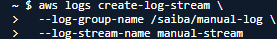 ~ $ aws logs create-log-stream \
> --log-group-name /saiba/manual-log \
> --log-stream-name manual-stream